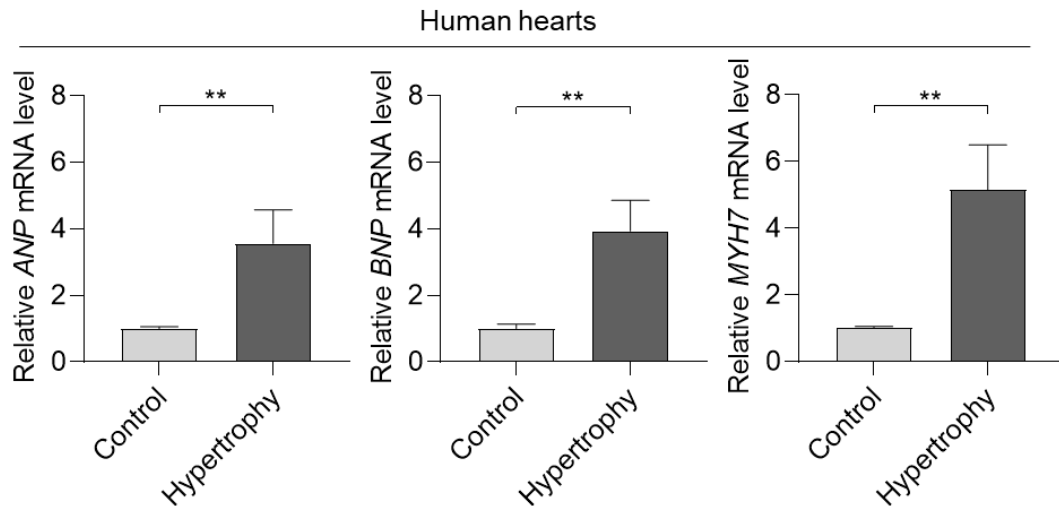 Human hearts
Relative ANP mRNA level
8
6
4
2
0
**
Control
Hypertrophy
Relative BNP mRNA level
8
6
4
2
0
**
Control
Hypertrophy
Relative MYH7 mRNA level
8
6
4
2
0
**
Control
Hypertrophy